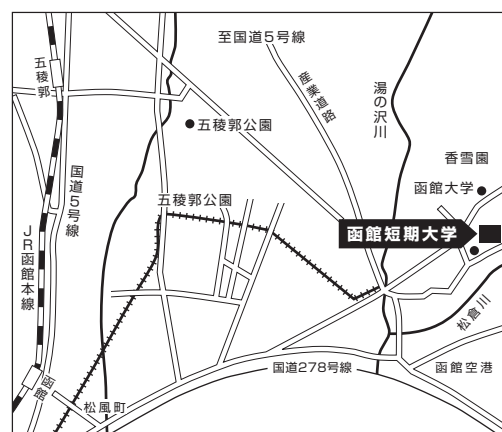 至国道5号線
五稜郭
産業道路
湯の沢川
五稜郭公園
香雪園
国道5号線
函館大学
五稜郭公園
函館短期大学
JR函館本線
松倉川
国道278号線
函館空港
函館
松風町